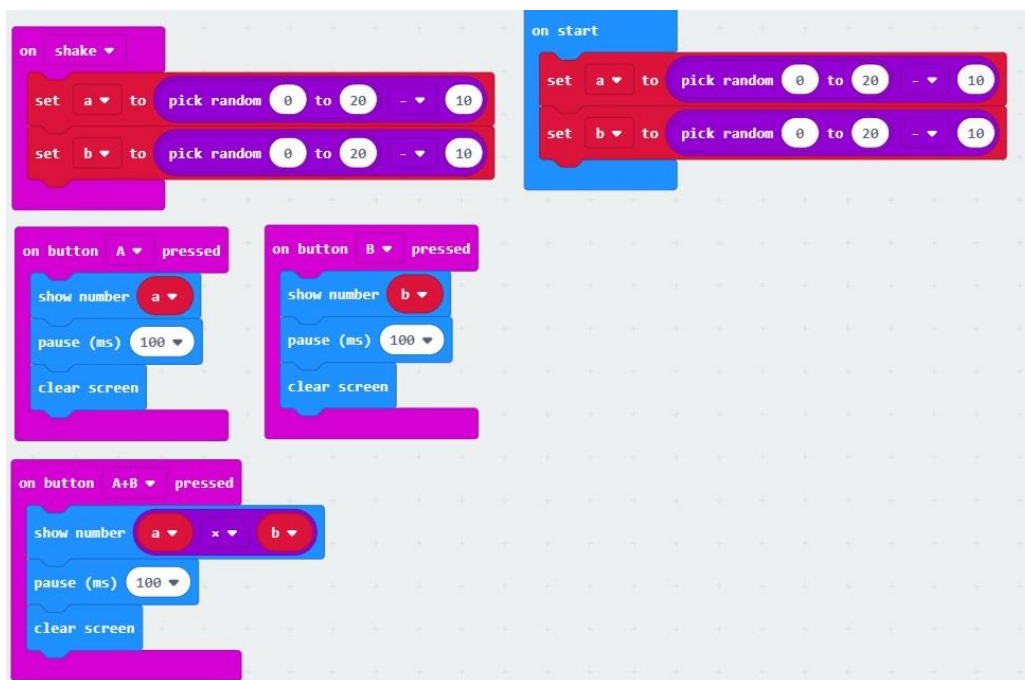 on shake
set a to pick random 0 to 20 - 10
set b to pick random 0 to 20 - 10
on start
set a to pick random 0 to 20 - 10
set b to pick random 0 to 20 - 10
on button A pressed
show number a
pause (ms) 100
clear screen
on button B pressed
show number b
pause (ms) 100
clear screen
on button A+B pressed
show number a × b
pause (ms) 100
clear screen